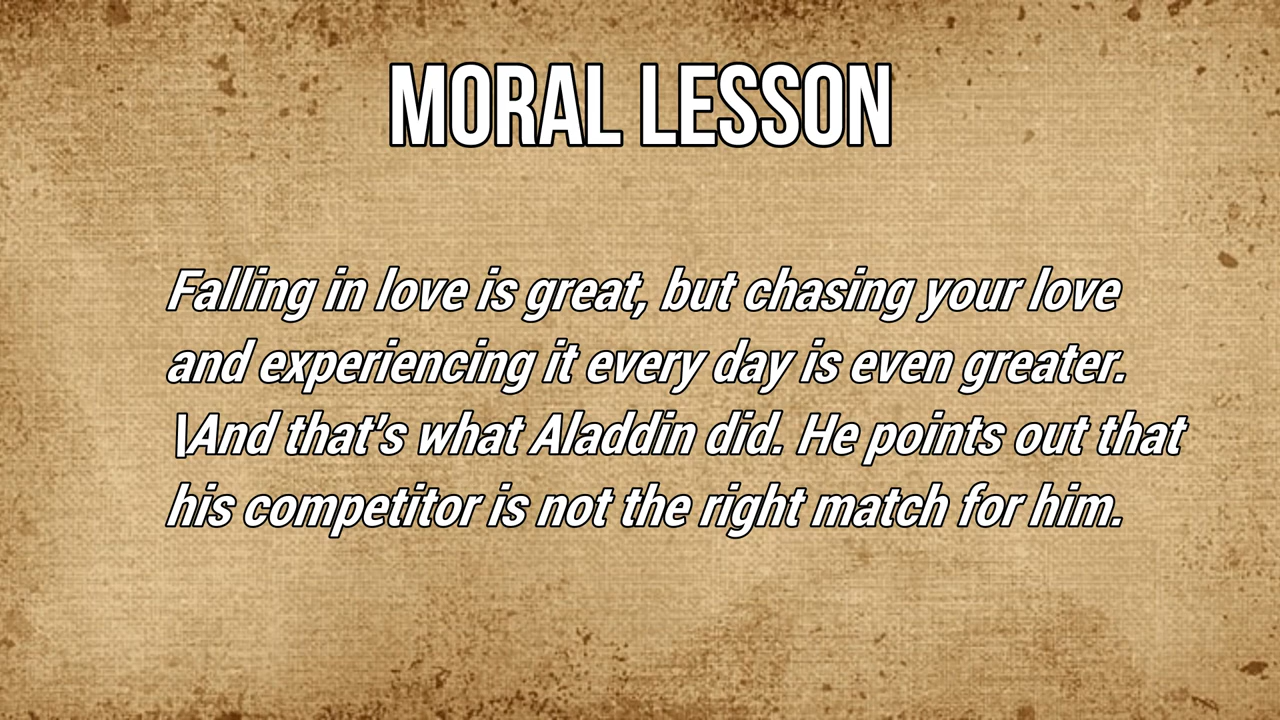 MORAL LESSON
Falling in love is great, but chasing your love
and experiencing it every day is even greater.
\And that's what Aladdin did. He points out that
his competitor is not the right match for him.